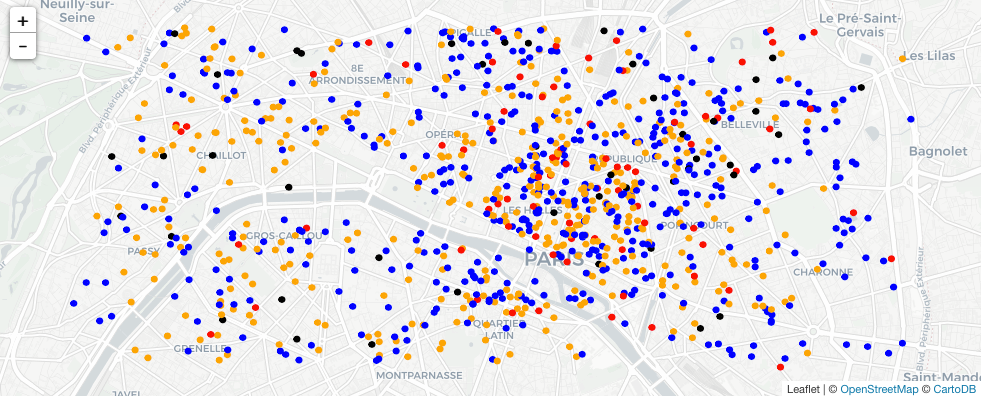 Neuilly-sur-
Seine
+
-
Blvd.
PIGALLE
Le Pré-Saint-
Gervais
Les Lilas
8E
ARRONDISSEMENT
Blvd. Périphérique Extérieur
OPÉRA
BELLEVILLE
CHAILLOT
RÉPUBLIQUE
Bagnolet
LES HALLES
GROS-CAILLOU
PASSY
PARIS
CHARONNE
Blvd. Périphérique Extérieur
QUARTIER
LATIN
GRENELLE
MONTPARNASSE
Saint-Mandé
JAVEL
Leaflet | © OpenStreetMap © CartoDB